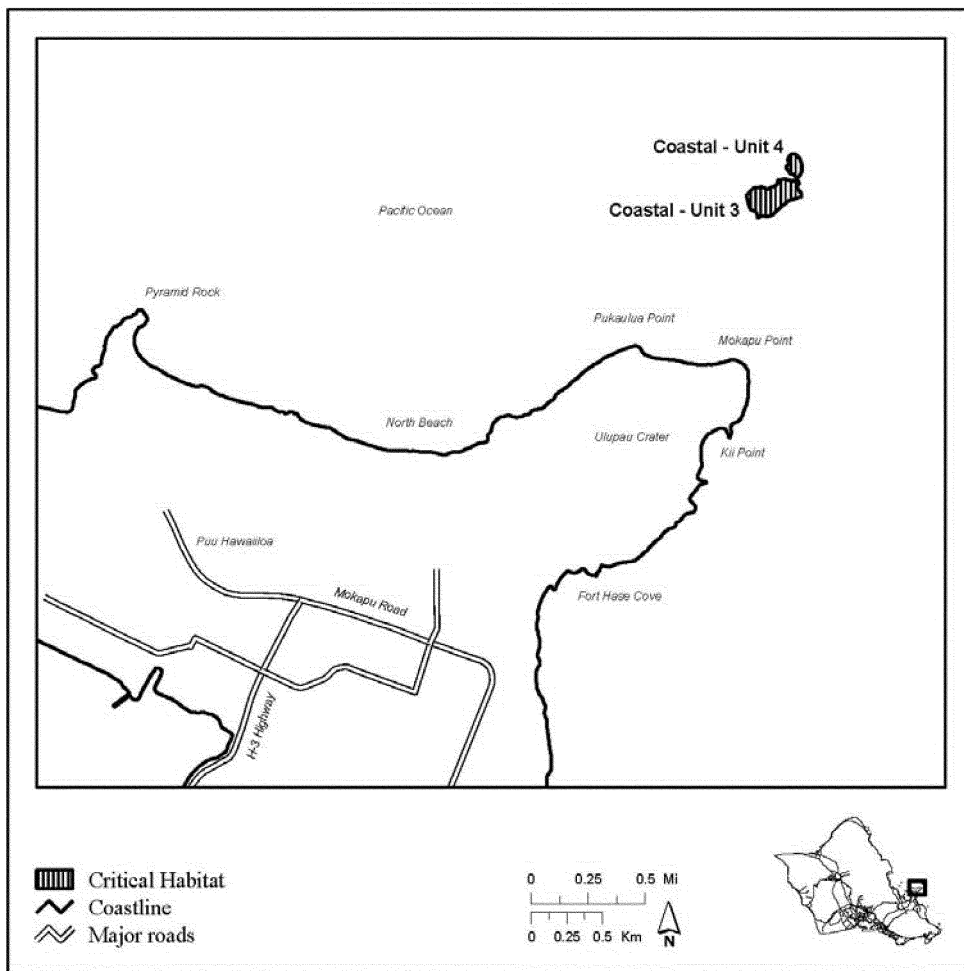 Coastal - Unit 4
Coastal - Unit 3
Pacific Ocean
Pyramid Rock
Pukaulua Point
Mokapu Point
North Beach
Ulupau Crater
Kii Point
Puu Hawaiiloa
Mokapu Road
Fort Hase Cove
H-3 Highway
Critical Habitat
Coastline
Major roads
0 0.25 0.5 Mi
0 0.25 0.5 Km
N